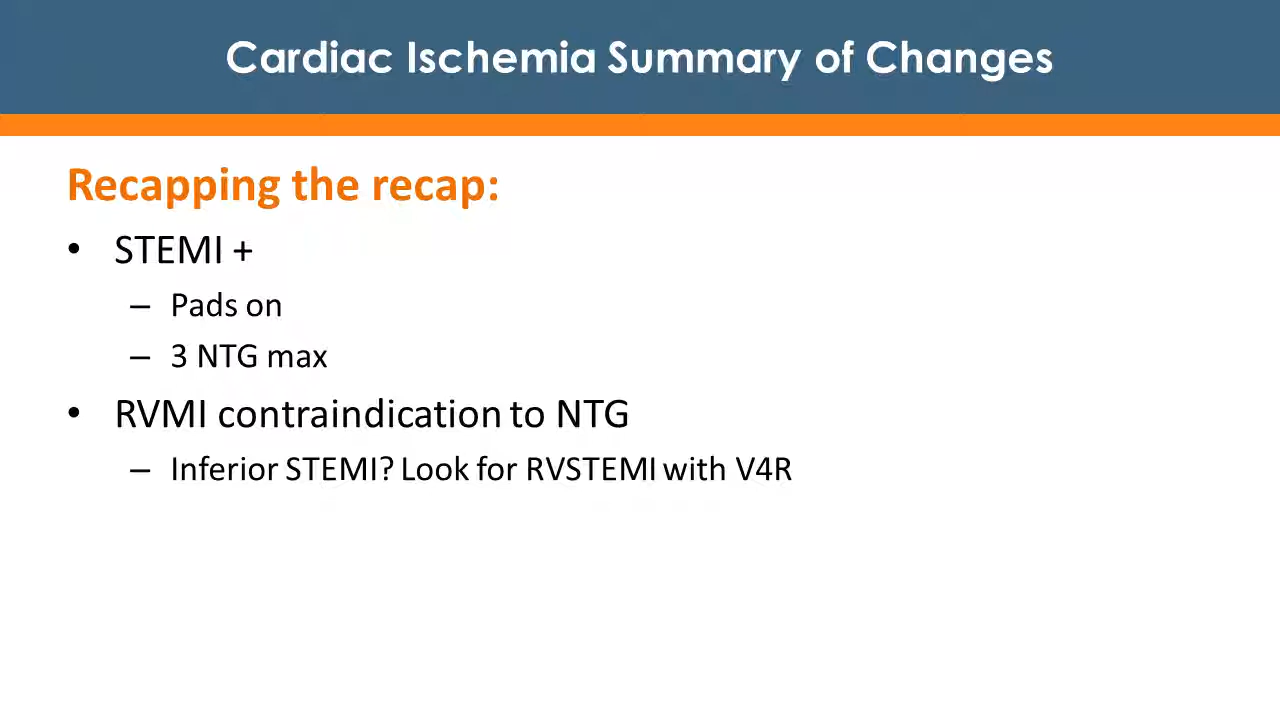 Cardiac Ischemia Summary of Changes
Recapping the recap:
• STEMI +
– Pads on
– 3 NTG max
• RVMI contraindication to NTG
– Inferior STEMI? Look for RVSTEMI with V4R